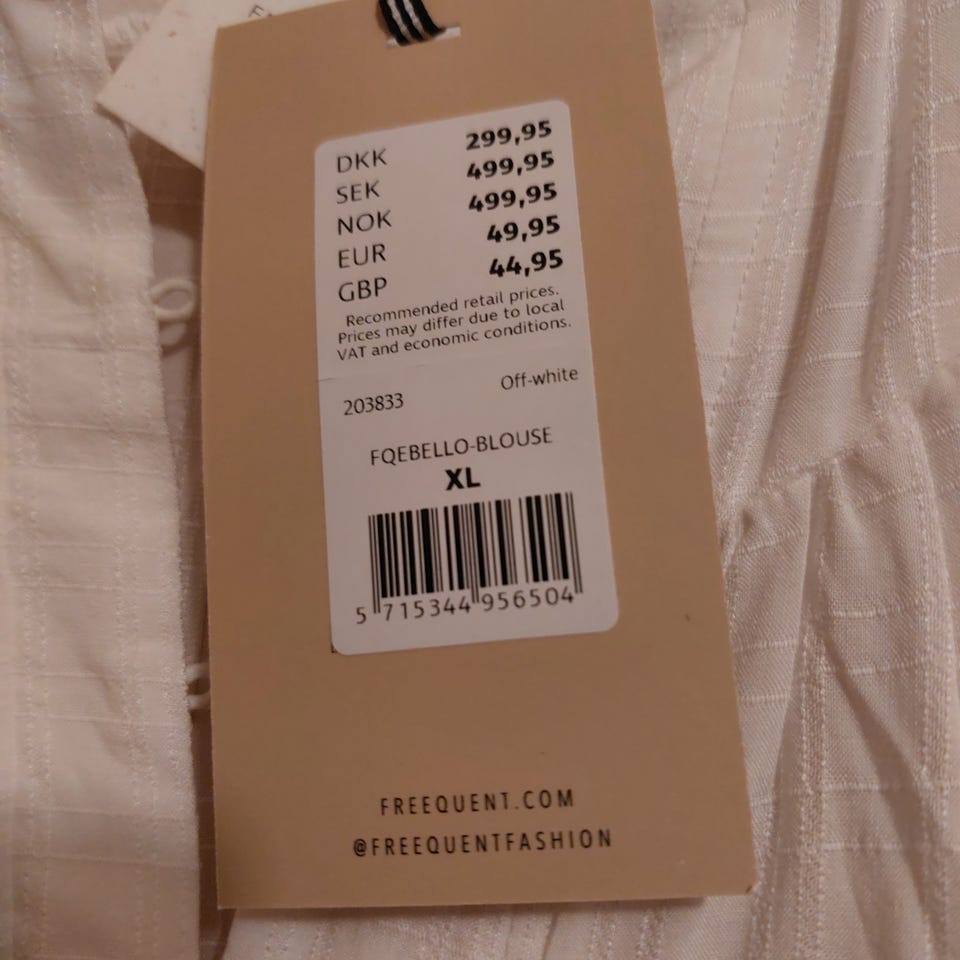 DKK 299,95
SEK 499,95
NOK 499,95
EUR 49,95
GBP 44,95
Recommended retail prices.
Prices may differ due to local
VAT and economic conditions.
203833 Off-white
FQEBELLO-BLOUSE
XL
5 715344 956504
FREEQUENT.COM
@FREEQUENTFASHION